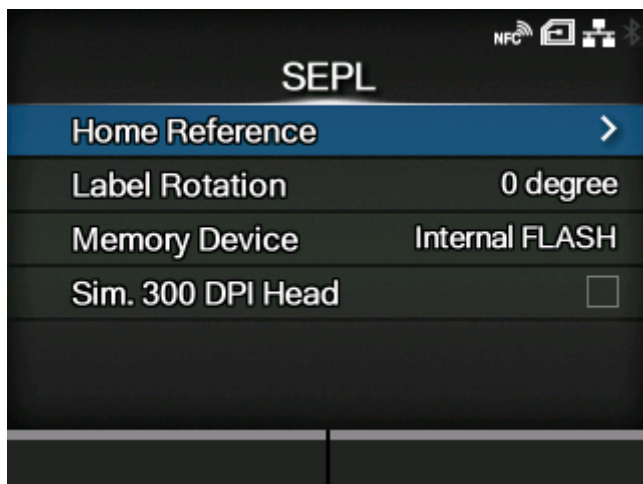 NFC
SEPL
Home Reference
Label Rotation 0 degree
Memory Device Internal FLASH
Sim. 300 DPI Head